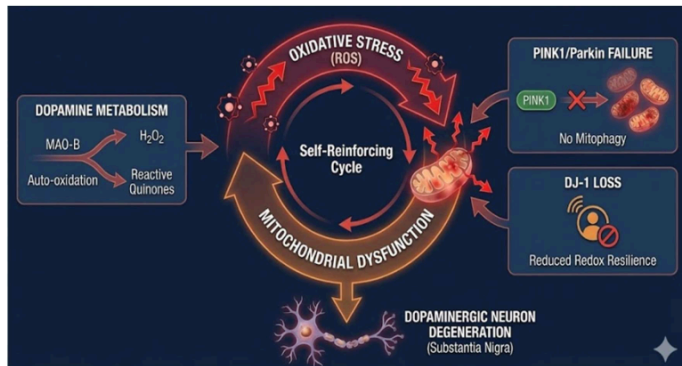 DOPAMINE METABOLISM
MAO-B
H₂O₂
Auto-oxidation
Reactive
Quinones
OXIDATIVE STRESS
(ROS)
Self-Reinforcing
Cycle
MITOCHONDRIAL DYSFUNCTION
PINK1/Parkin FAILURE
PINK1
No Mitophagy
DJ-1 LOSS
Reduced Redox Resilience
DOPAMINERGIC NEURON
DEGENERATION
(Substantia Nigra)